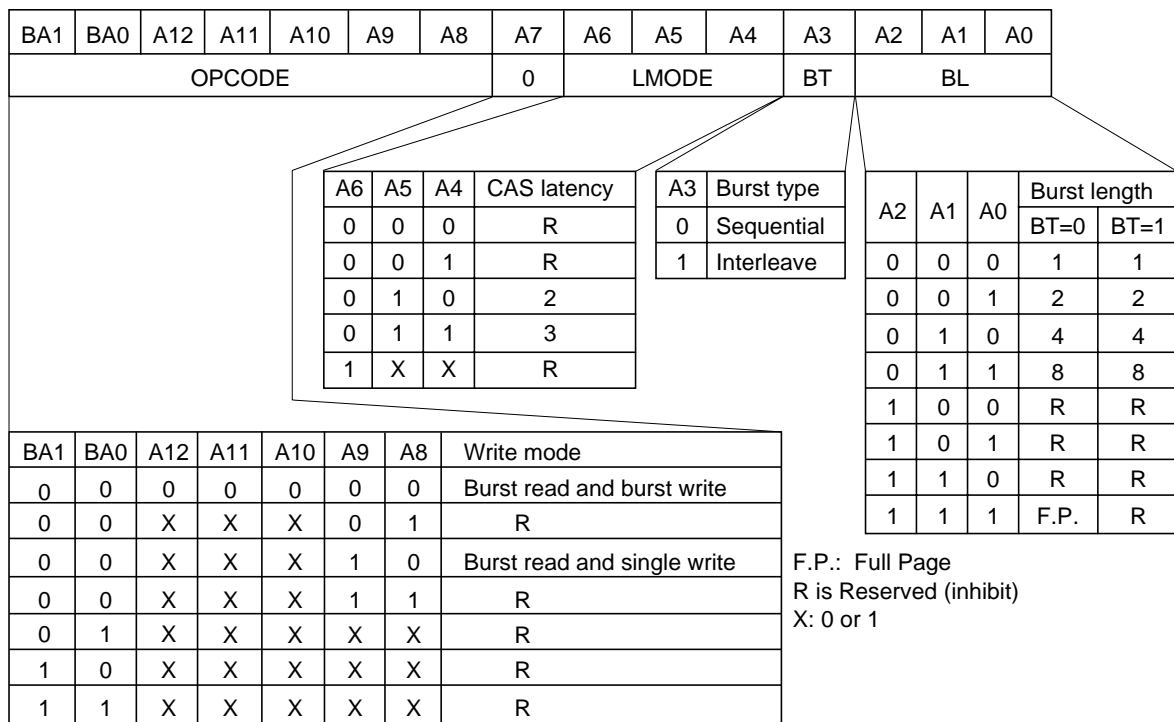 BA1 BA0 A12 A11 A10 A9 A8 A7 A6 A5 A4 A3 A2 A1 A0
OPCODE 0 LMODE BT BL
A6 A5 A4 CAS latency
0 0 0 R
0 0 1 R
0 1 0 2
0 1 1 3
1 X X R
A3 Burst type
0 Sequential
1 Interleave
A2 A1 A0 Burst length
BT=0 BT=1
0 0 0 1 1
0 0 1 2 2
0 1 0 4 4
0 1 1 8 8
1 0 0 R R
1 0 1 R R
1 1 0 R R
1 1 1 F.P. R
BA1 BA0 A12 A11 A10 A9 A8 Write mode
0 0 0 0 0 0 0 Burst read and burst write
0 0 X X X 0 1 R
0 0 X X X 1 0 Burst read and single write
0 0 X X X 1 1 R
0 1 X X X X X R
1 0 X X X X X R
1 1 X X X X X R
F.P.: Full Page
R is Reserved (inhibit)
X: 0 or 1